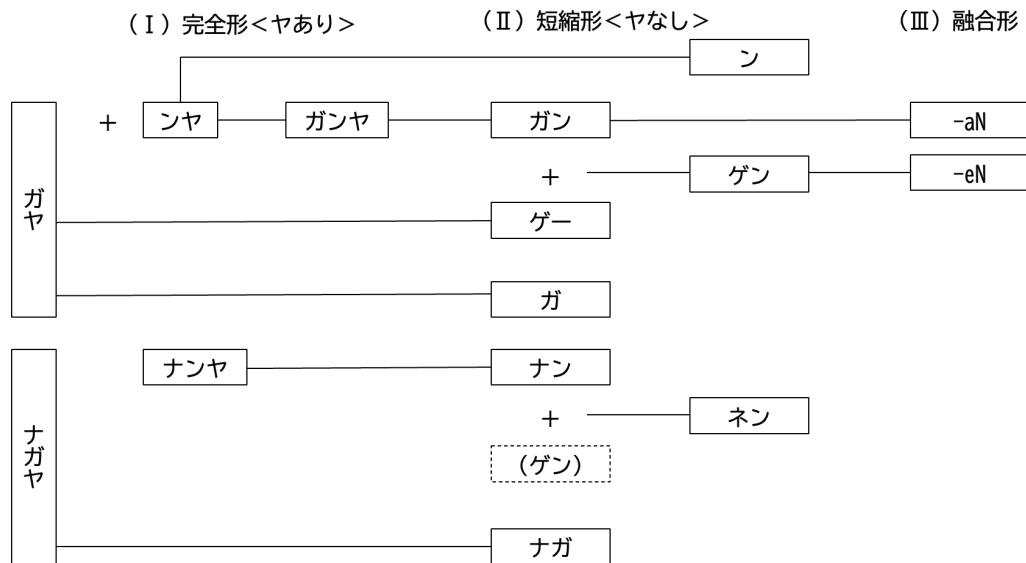 (Ⅰ)完全形<ヤあり> (Ⅱ)短縮形<ヤなし> (Ⅲ)融合形
ン
ガヤ + ンヤ ガンヤ ガン -aN
+ ゲン -eN
ゲー
ガ
ナガヤ ナンヤ ナン
+ ネン
(ゲン)
ナガ